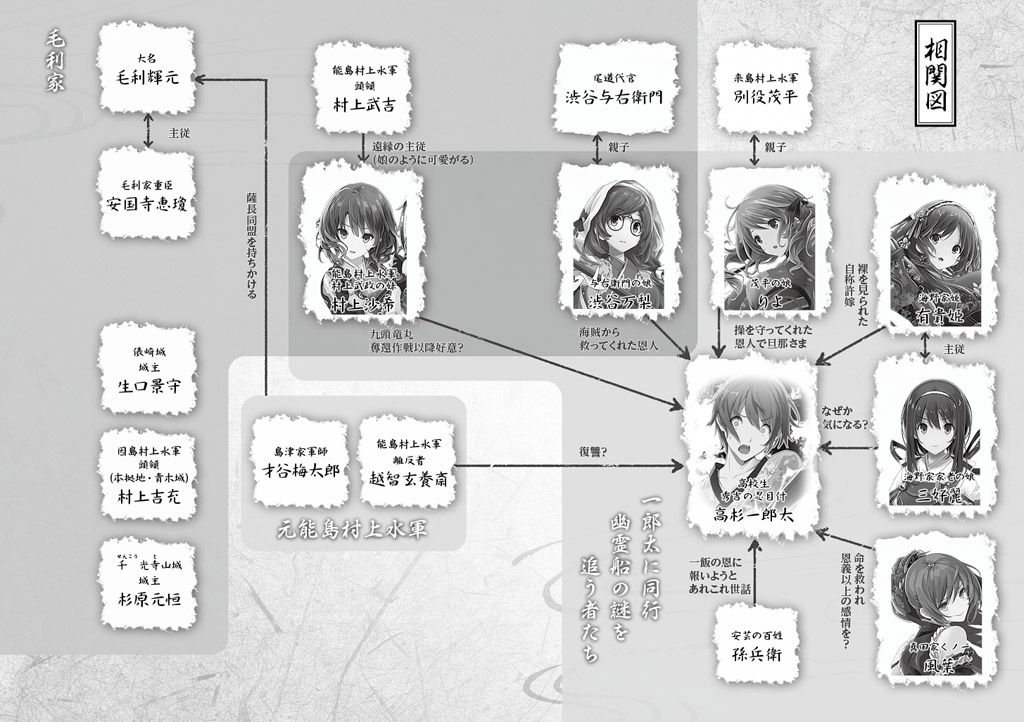 相関図
毛利家
大名
毛利輝元
主従
毛利家重臣
安国寺恵瓊
薩長同盟を持ちかける
能島村上水軍
頭領
村上武吉
遠縁の主従
(娘のように可愛がる)
能島村上水軍
村上武政の妹
村上沙希
九頭竜丸
奪還作戦以降好意?
尾道代官
渋谷与右衛門
親子
与右衛門の娘
渋谷万梨
海賊から
救ってくれた恩人
来島村上水軍
別役茂平
親子
茂平の娘
りよ
操を守ってくれた
恩人で旦那さま
裸を見られた
自称許嫁
海野家姫
有貴姫
主従
なぜか
気になる?
海野家家老の娘
三好麗
高校生
秀吉の忍目付
高杉一郎太
命を救われ
恩義以上の感情を?
真田家くノ一
風葉
一飯の恩に
報いようと
あれこれ世話
安芸の百姓
孫兵衛
一郎太に同行
幽霊船の謎を
追う者たち
復讐?
島津家軍師
才谷梅太郎
能島村上水軍
離反者
越智玄養斎
元能島村上水軍
俵崎城
城主
生口景守
因島村上水軍
頭領
(本拠地・青木城)
村上吉充
せんこう じ
千光寺山城
城主
杉原元恒